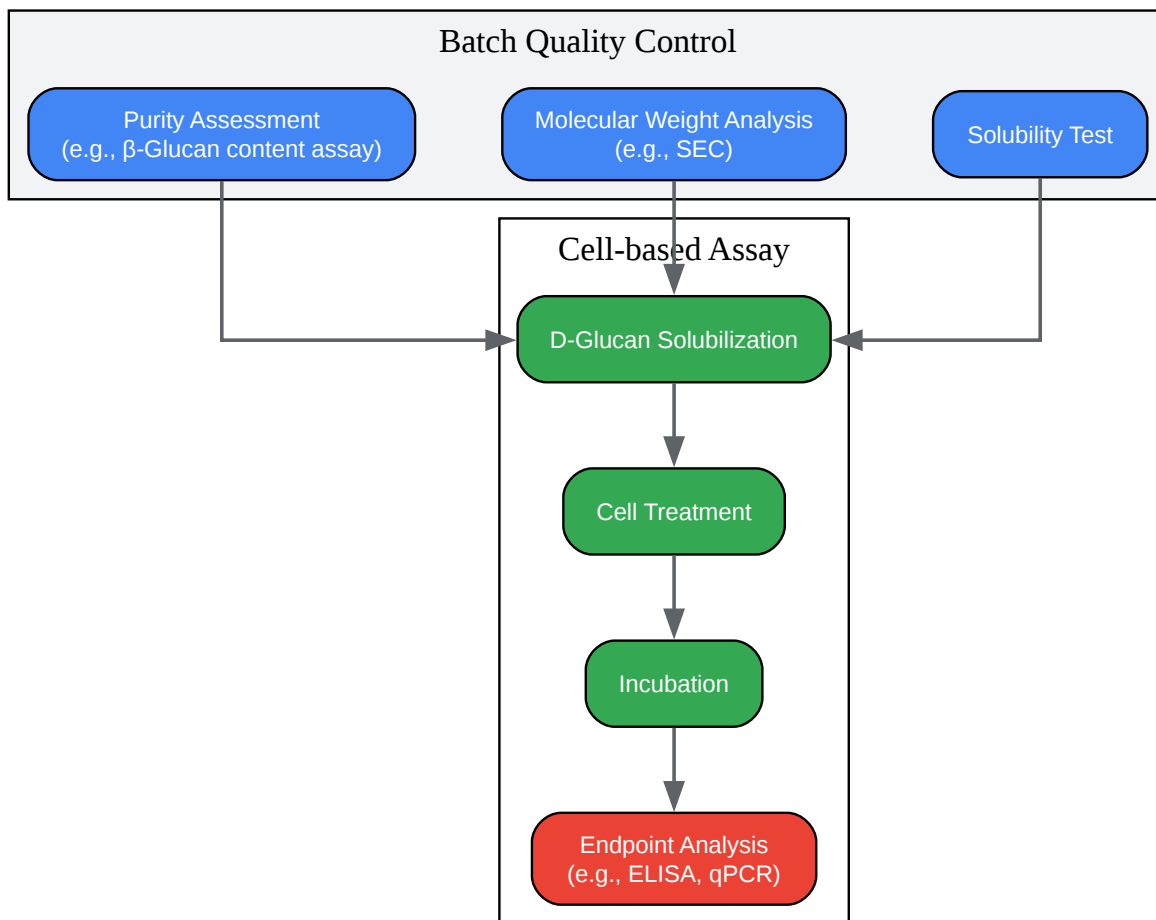 Batch Quality Control
Purity Assessment
(e.g., β-Glucan content assay)
Molecular Weight Analysis
(e.g., SEC)
Solubility Test
Cell-based Assay
D-Glucan Solubilization
Cell Treatment
Incubation
Endpoint Analysis
(e.g., ELISA, qPCR)